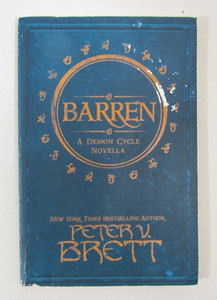 BARREN
A DEMON CYCLE
NOVELLA
NEW YORK TIMES BESTSELLING AUTHOR
PETER V.
BRETT